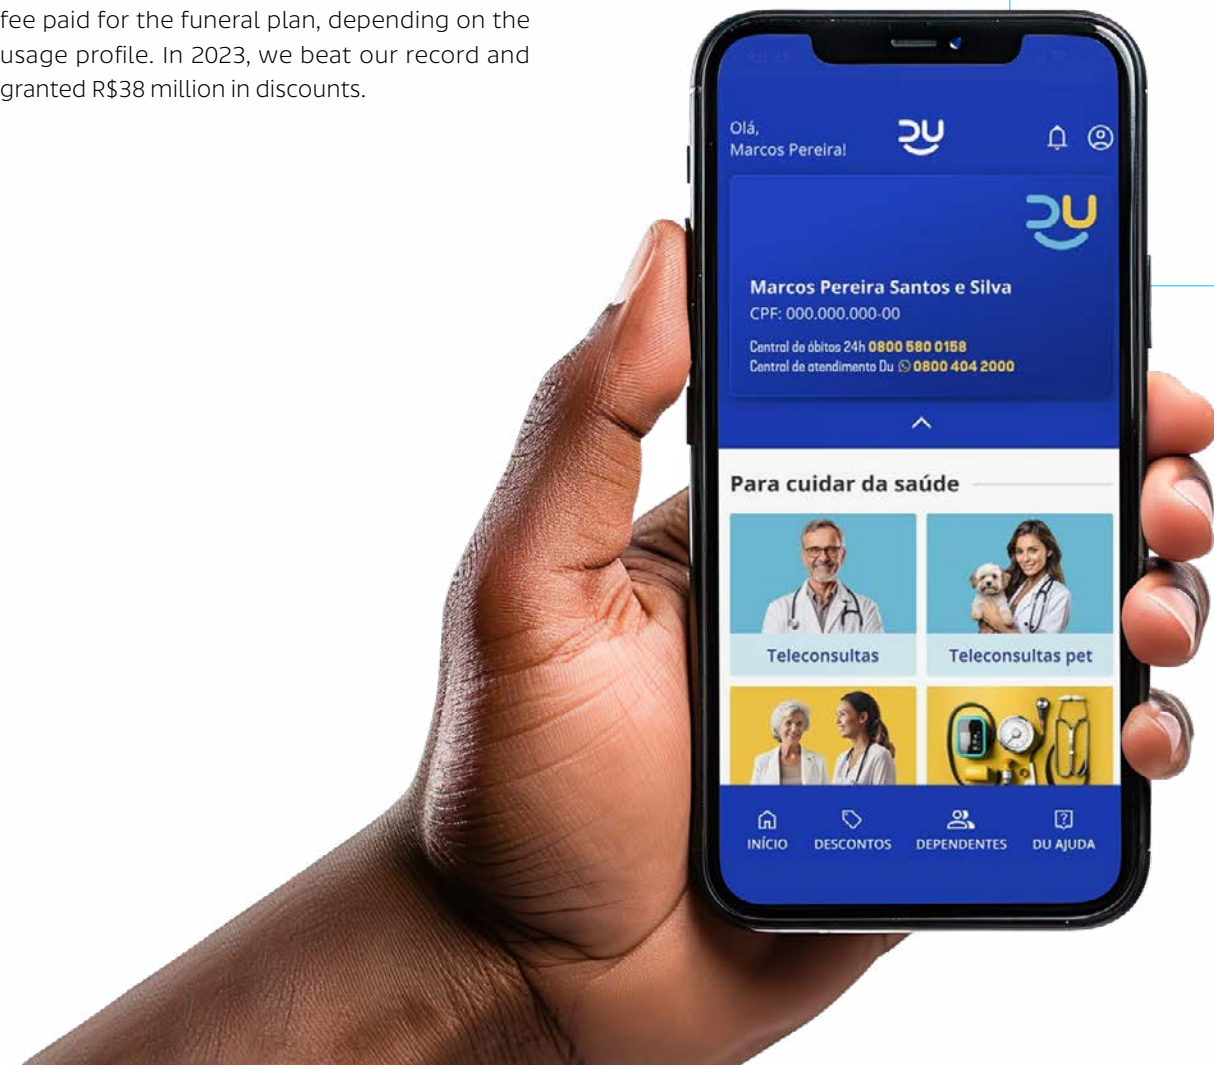 fee paid for the funeral plan, depending on the
usage profile. In 2023, we beat our record and
granted R$38 million in discounts.
Olá,
Marcos Pereira!
DU
DU
Marcos Pereira Santos e Silva
CPF: 000.000.000-00
Central de óbitos 24h 0800 580 0158
Central de atendimento Du 0800 404 2000
Para cuidar da saúde
Teleconsultas
Teleconsultas pet
INÍCIO
DESCONTOS
DEPENDENTES
DU AJUDA